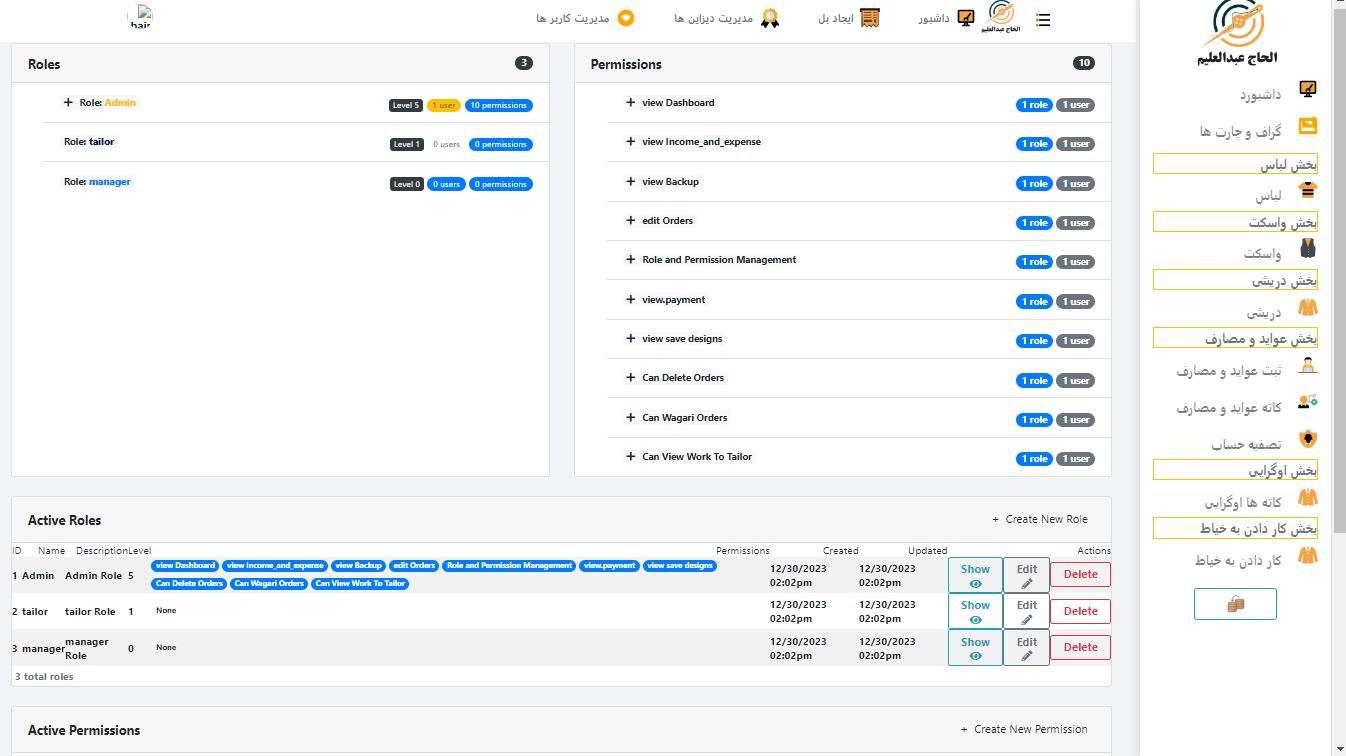 hair
مدیریت کاربر ها
مدیریت دیزاین ها
ایجاد بل
داشبور
الحاج عبدالعلیم
Roles 3
Role: Admin Level 5 1 user 10 permissions
Role: tailor Level 1 0 users 0 permissions
Role: manager Level 0 0 users 0 permissions
Permissions 10
view Dashboard 1 role 1 user
view Income_and_expense 1 role 1 user
view Backup 1 role 1 user
edit Orders 1 role 1 user
Role and Permission Management 1 role 1 user
view.payment 1 role 1 user
view save designs 1 role 1 user
Can Delete Orders 1 role 1 user
Can Wagari Orders 1 role 1 user
Can View Work To Tailor 1 role 1 user
Active Roles + Create New Role
ID Name Description Level Permissions Created Updated Actions
1 Admin Admin Role 5 view Dashboard view Income_and_expense view Backup edit Orders Role and Permission Management view.payment view save designs
Can Delete Orders Can Wagari Orders Can View Work To Tailor
12/30/2023 02:02pm 12/30/2023 02:02pm Show Edit Delete
2 tailor tailor Role 1 None 12/30/2023 02:02pm 12/30/2023 02:02pm Show Edit Delete
3 manager manager Role 0 None 12/30/2023 02:02pm 12/30/2023 02:02pm Show Edit Delete
3 total roles
Active Permissions + Create New Permission
الحاج عبدالعلیم
داشبورد
گراف و چارت ها
بخش لباس
لباس
بخش واسکت
واسکت
بخش دریشی
دریشی
بخش عواید و مصارف
ثبت عواید و مصارف
کاته عواید و مصارف
تصفیه حساب
بخش اوگرایی
کاته ها اوگرایی
بخش کار دادن به خیاط
کار دادن به خیاط